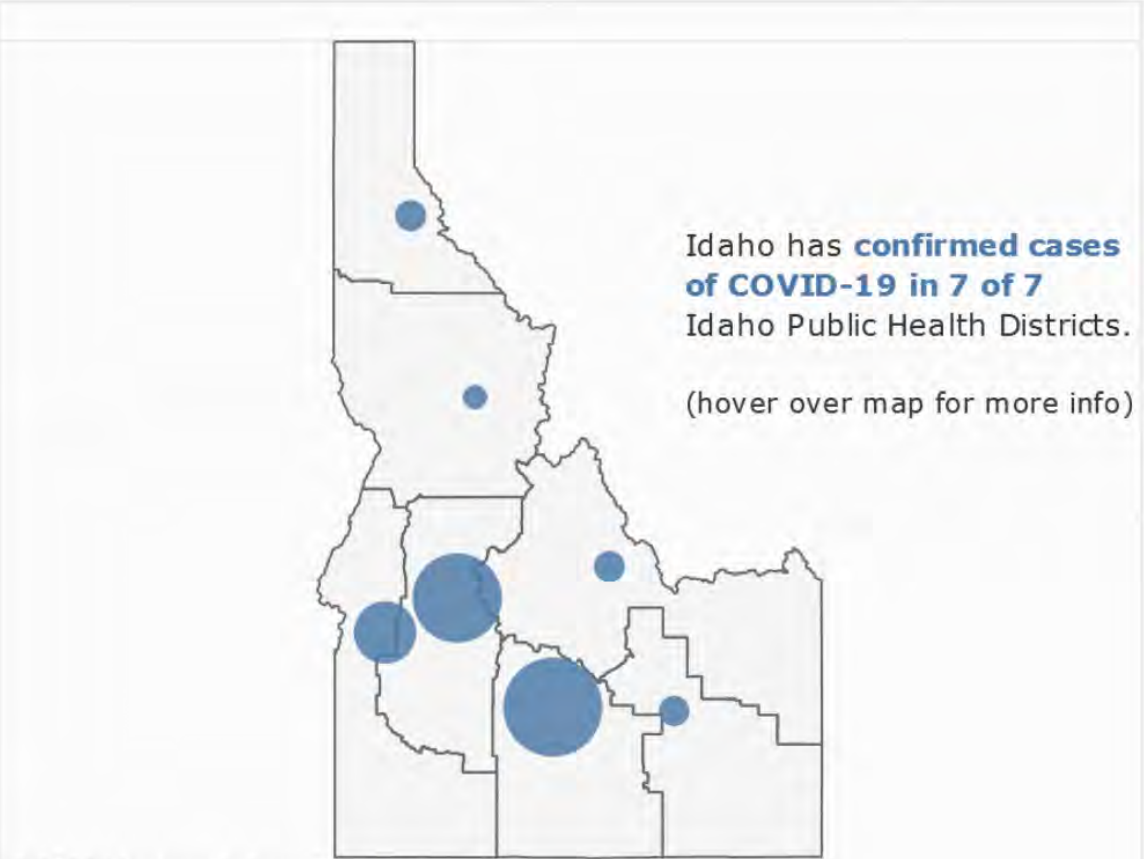 Idaho has confirmed cases
of COVID-19 in 7 of 7
Idaho Public Health Districts.
(hover over map for more info)